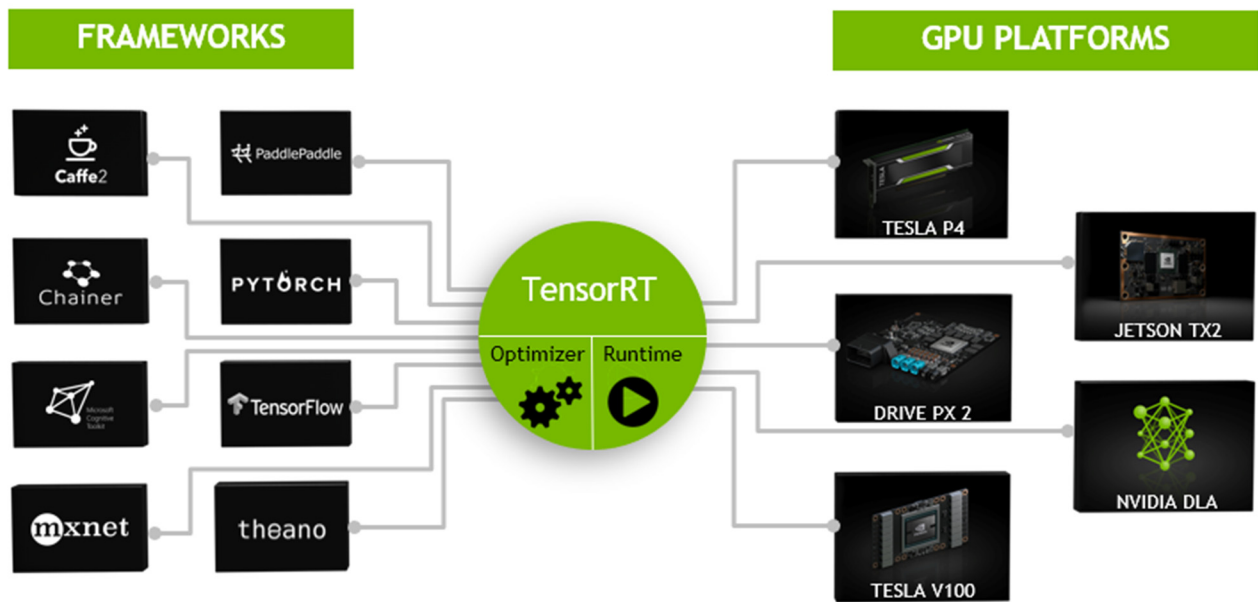 FRAMEWORKS
GPU PLATFORMS
Caffe2
PaddlePaddle
Chainer
PYTORCH
Microsoft
Cognitive
Toolkit
TensorFlow
mxnet
theano
TensorRT
Optimizer
Runtime
TESLA
TESLA P4
JETSON TX2
DRIVE PX 2
NVIDIA DLA
TESLA V100